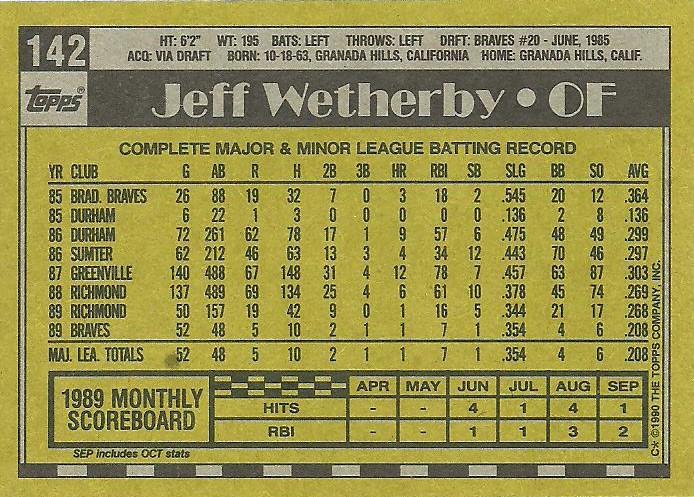 142
HT: 6'2" WT: 195 BATS: LEFT THROWS: LEFT DRFT: BRAVES #20 - JUNE, 1985
ACQ: VIA DRAFT BORN: 10-18-63, GRANADA HILLS, CALIFORNIA HOME: GRANADA HILLS, CALIF.
Topps®
Jeff Wetherby • OF
COMPLETE MAJOR & MINOR LEAGUE BATTING RECORD
YR CLUB G AB R H 2B 3B HR RBI SB SLG BB SO AVG
85 BRAD. BRAVES 26 88 19 32 7 0 3 18 2 .545 20 12 .364
85 DURHAM 6 22 1 3 0 0 0 0 0 .136 2 8 .136
86 DURHAM 72 261 62 78 17 1 9 57 6 .475 48 49 .299
86 SUMTER 62 212 46 63 13 3 4 34 12 .443 70 46 .297
87 GREENVILLE 140 488 67 148 31 4 12 78 7 .457 63 87 .303
88 RICHMOND 137 489 69 134 25 4 6 61 10 .378 45 74 .269
89 RICHMOND 50 157 19 42 9 0 1 16 5 .344 21 17 .268
89 BRAVES 52 48 5 10 2 1 1 7 1 .354 4 6 .208
MAJ. LEA. TOTALS 52 48 5 10 2 1 1 7 1 .354 4 6 .208
1989 MONTHLY
SCOREBOARD
APR MAY JUN JUL AUG SEP
HITS - - 4 1 4 1
RBI - - 1 1 3 2
SEP includes OCT stats
C* ©1990 THE TOPPS COMPANY, INC.